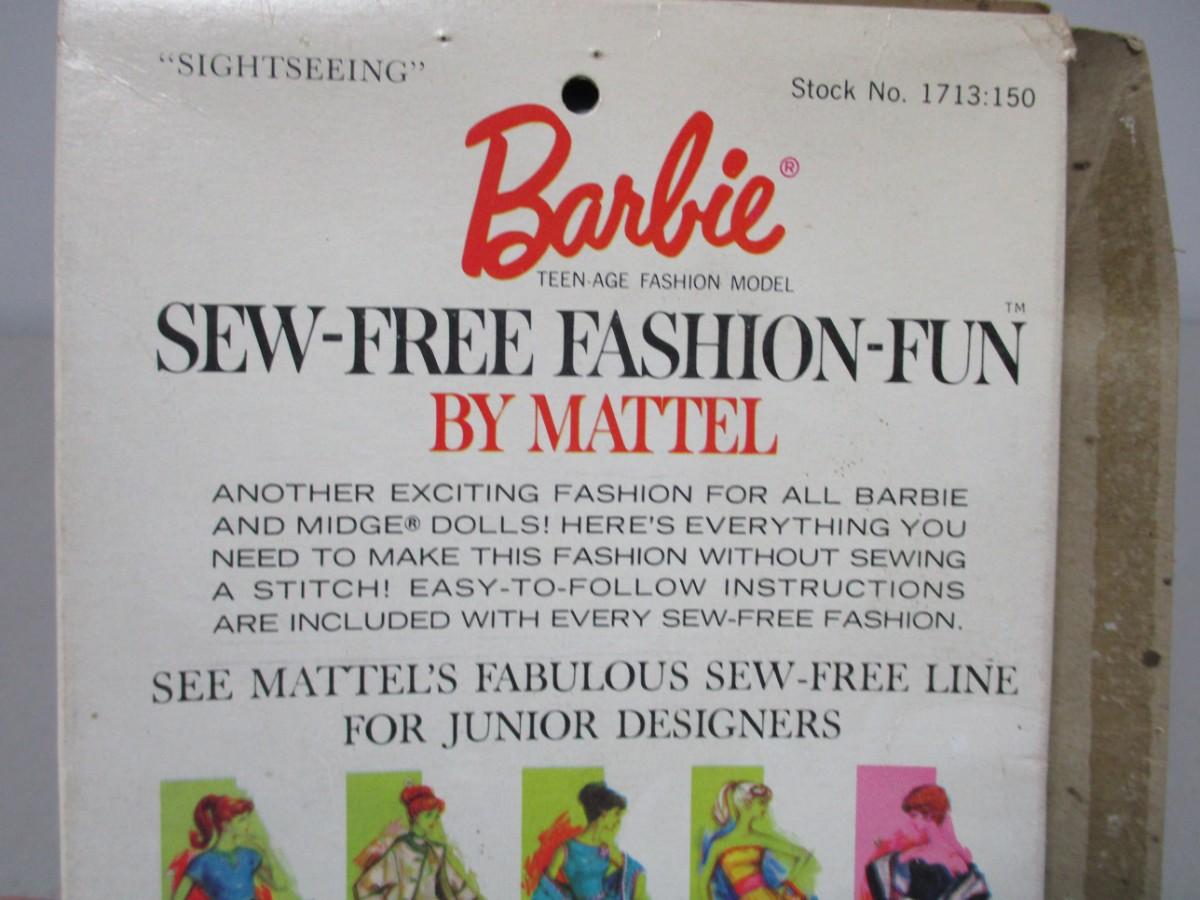 “SIGHTSEEING”
Stock No. 1713:150
Barbie®
TEEN-AGE FASHION MODEL
SEW-FREE FASHION-FUN™
BY MATTEL
ANOTHER EXCITING FASHION FOR ALL BARBIE
AND MIDGE® DOLLS! HERE'S EVERYTHING YOU
NEED TO MAKE THIS FASHION WITHOUT SEWING
A STITCH! EASY-TO-FOLLOW INSTRUCTIONS
ARE INCLUDED WITH EVERY SEW-FREE FASHION.
SEE MATTEL'S FABULOUS SEW-FREE LINE
FOR JUNIOR DESIGNERS